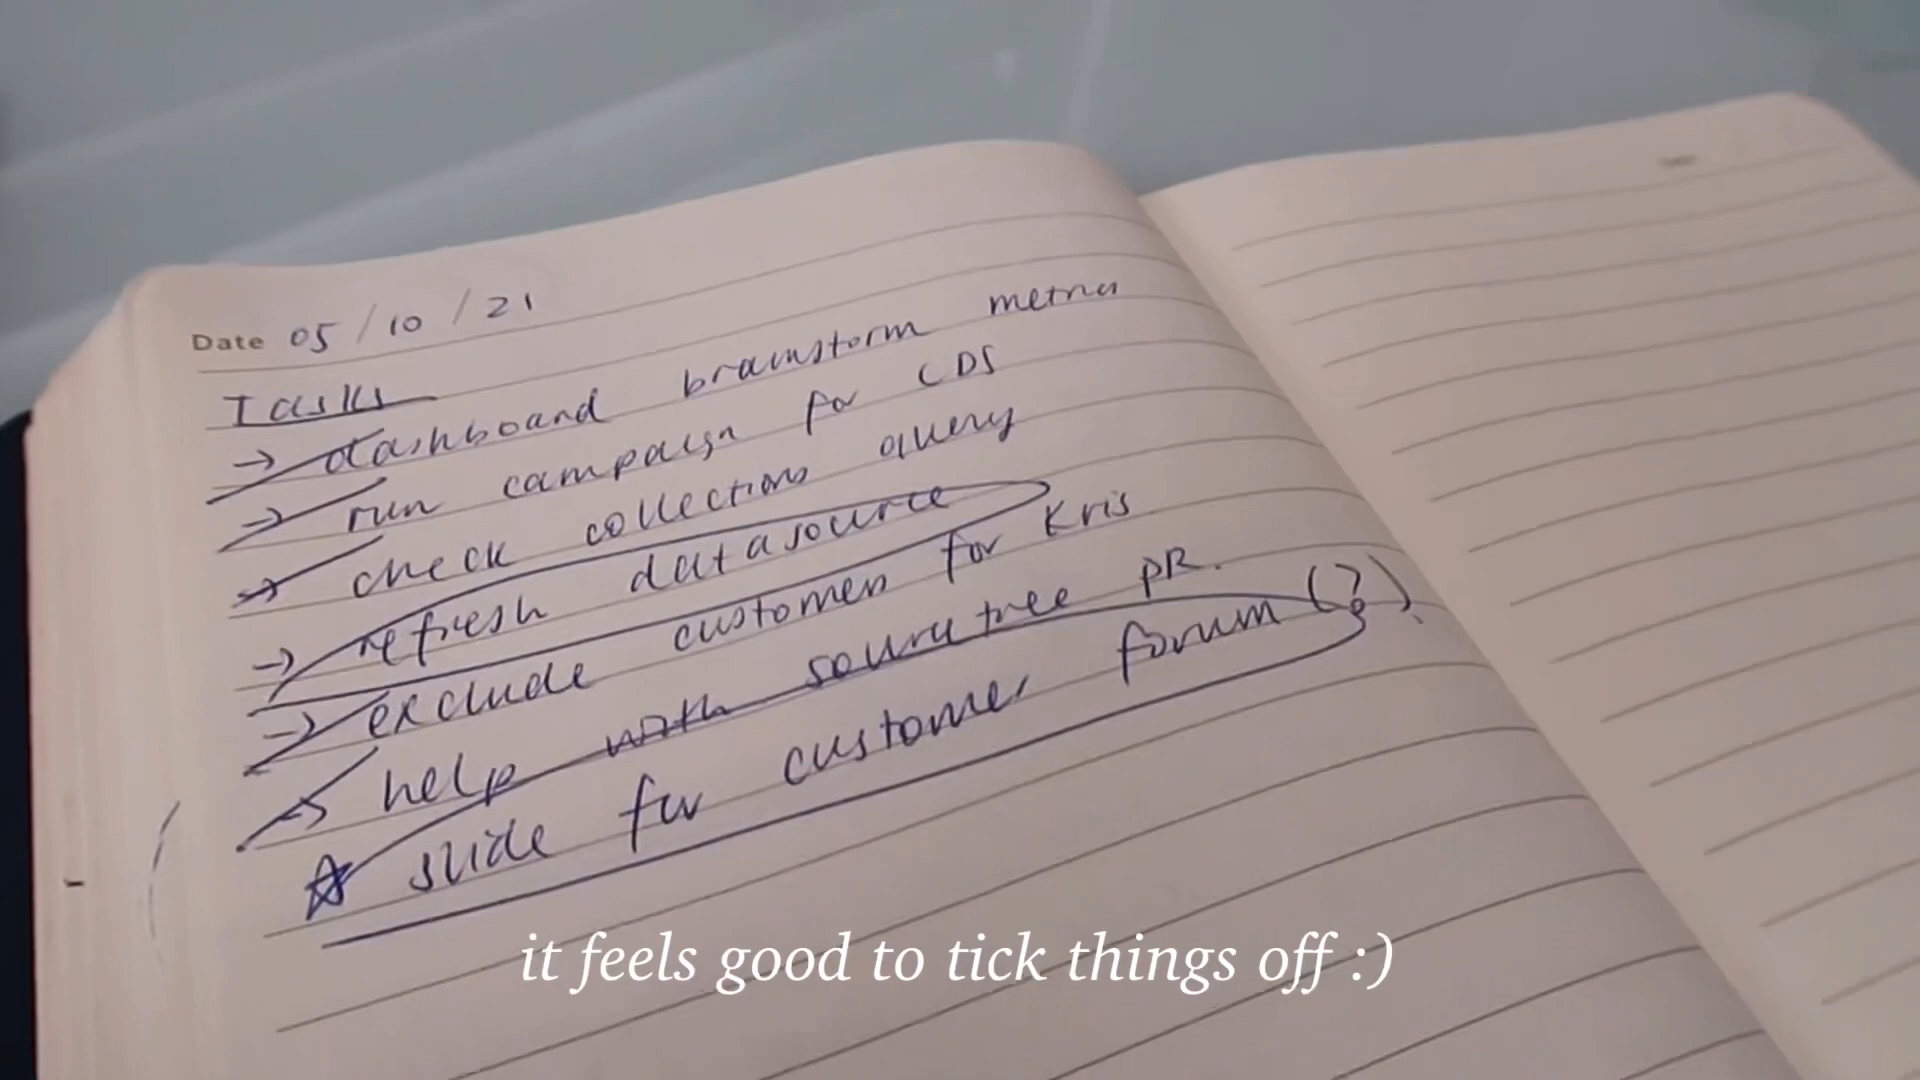 Date 05/10/21
Tasks
→ dashboard brainstorm metrics
→ run campaign for CDS
→ check collections query
→ refresh datasource
→ exclude customers for Kris
→ help with sourcetree PR.
☆ slide for customer forum (?)
it feels good to tick things off :)